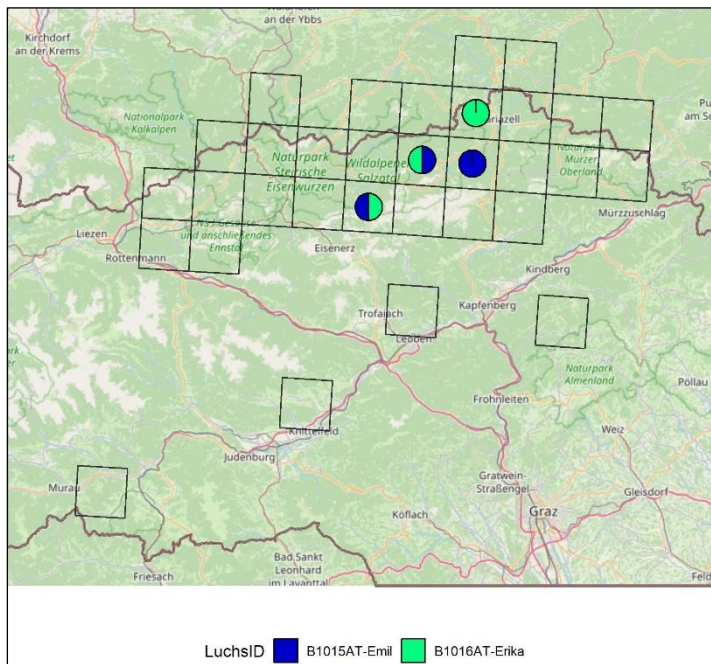 an der Ybbs
Kirchdorf
an der Krems
Nationalpark
Kalkalpen
Naturpark
Steirische
Eisenwurzen
Wildalpener
Salzatal
Naturpark
Mürzer
Oberland
Mürzzuschlag
Liezen
und anschließendes
Ennstal
Rottenmann
Eisenerz
Kindberg
Trofaiach
Kapfenberg
Leoben
Naturpark
Almenland
Pöllau
Frohnleiten
Knittelfeld
Judenburg
Weiz
Murau
Gratwein-
Straßengel
Gleisdorf
Köflach
Graz
Friesach
Bad Sankt
Leonhard
im Lavanttal
Feld
LuchsID B1015AT-Emil B1016AT-Erika